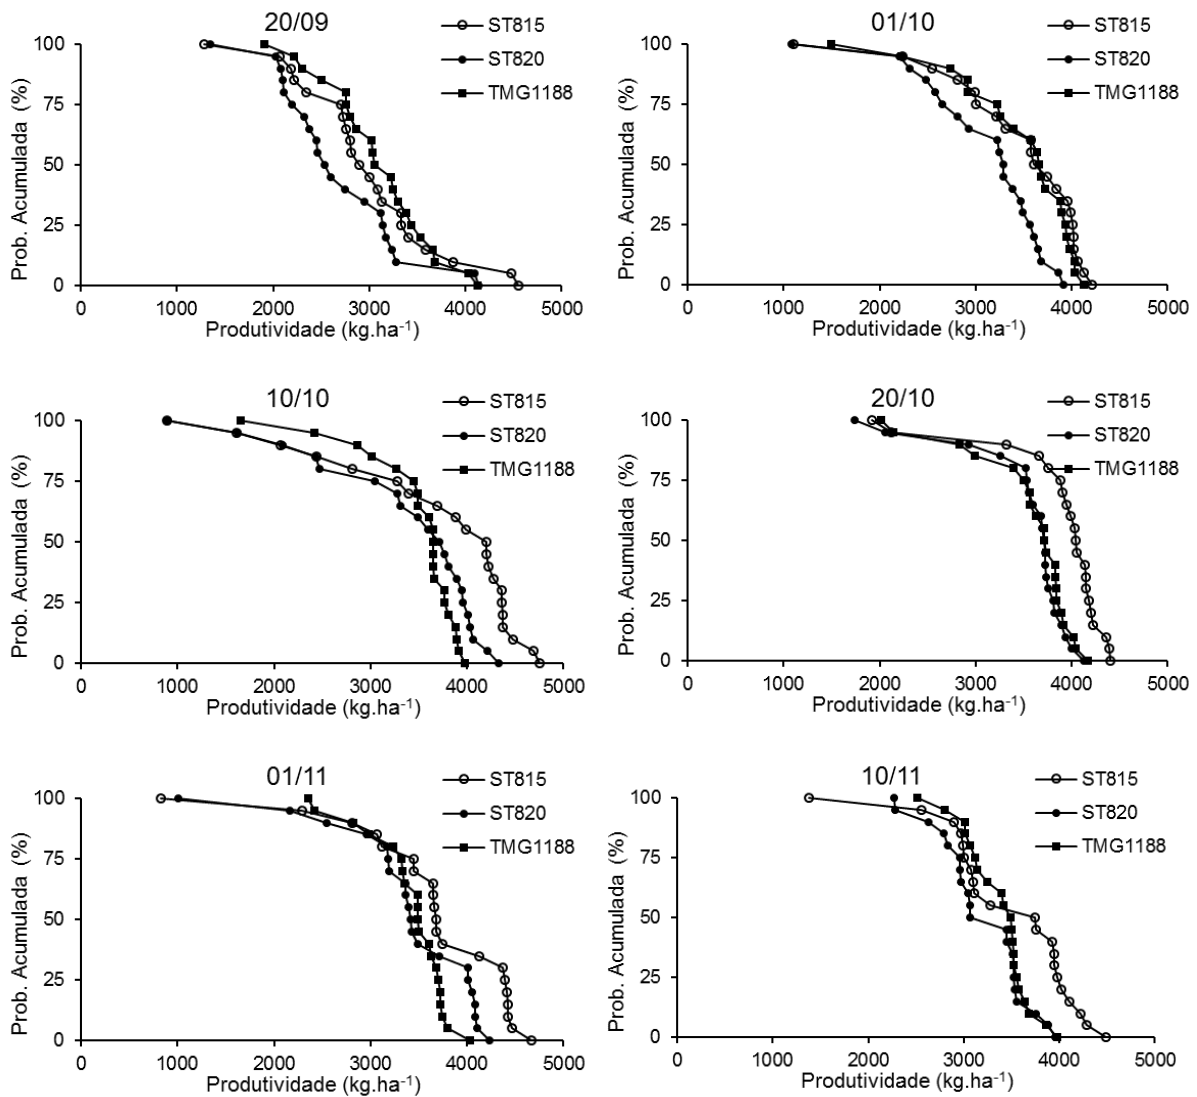 20/09
ST815
ST820
TMG1188
Prob. Acumulada (%)
100
75
50
25
0
0 1000 2000 3000 4000 5000
Produtividade (kg.ha⁻¹)
01/10
ST815
ST820
TMG1188
Prob. Acumulada (%)
100
75
50
25
0
0 1000 2000 3000 4000 5000
Produtividade (kg.ha⁻¹)
10/10
ST815
ST820
TMG1188
Prob. Acumulada (%)
100
75
50
25
0
0 1000 2000 3000 4000 5000
Produtividade (kg.ha⁻¹)
20/10
ST815
ST820
TMG1188
Prob. Acumulada (%)
100
75
50
25
0
0 1000 2000 3000 4000 5000
Produtividade (kg.ha⁻¹)
01/11
ST815
ST820
TMG1188
Prob. Acumulada (%)
100
75
50
25
0
0 1000 2000 3000 4000 5000
Produtividade (kg.ha⁻¹)
10/11
ST815
ST820
TMG1188
Prob. Acumulada (%)
100
75
50
25
0
0 1000 2000 3000 4000 5000
Produtividade (kg.ha⁻¹)